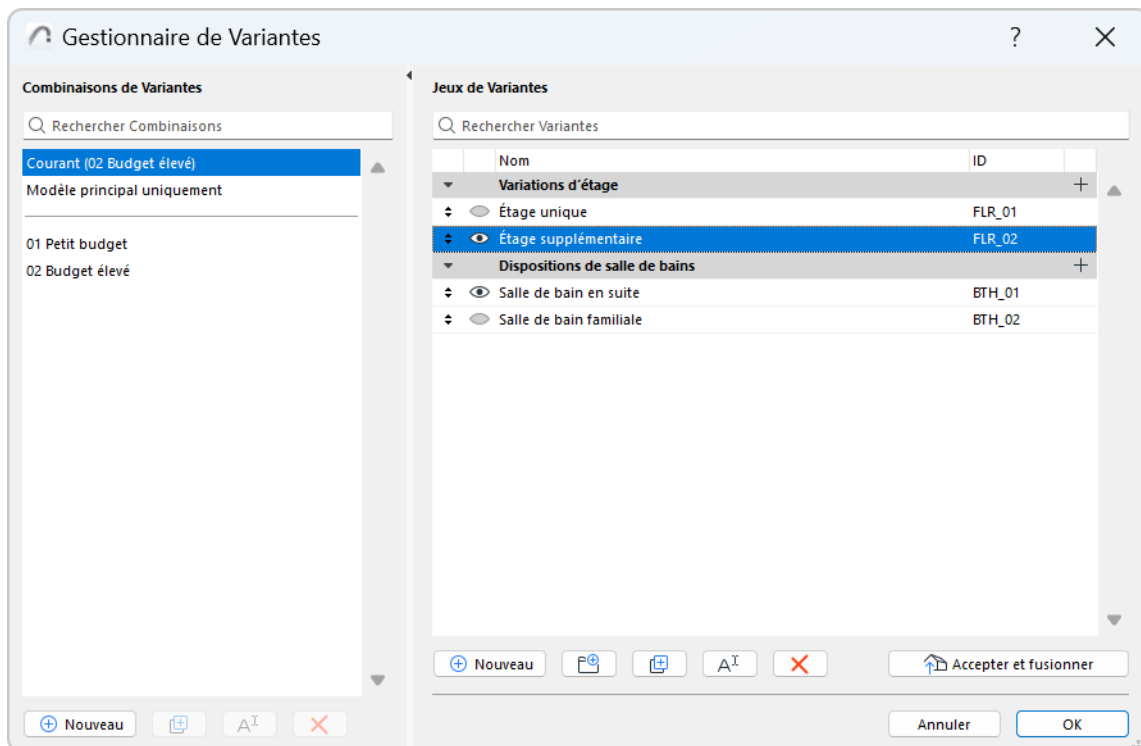 Gestionnaire de Variantes
?
Combinaisons de Variantes
Rechercher Combinaisons
Courant (02 Budget élevé)
Modèle principal uniquement
01 Petit budget
02 Budget élevé
Nouveau
Jeux de Variantes
Rechercher Variantes
Nom ID
Variations d’étage
Étage unique FLR_01
Étage supplémentaire FLR_02
Dispositions de salle de bains
Salle de bain en suite BTH_01
Salle de bain familiale BTH_02
Nouveau Accepter et fusionner
Annuler OK